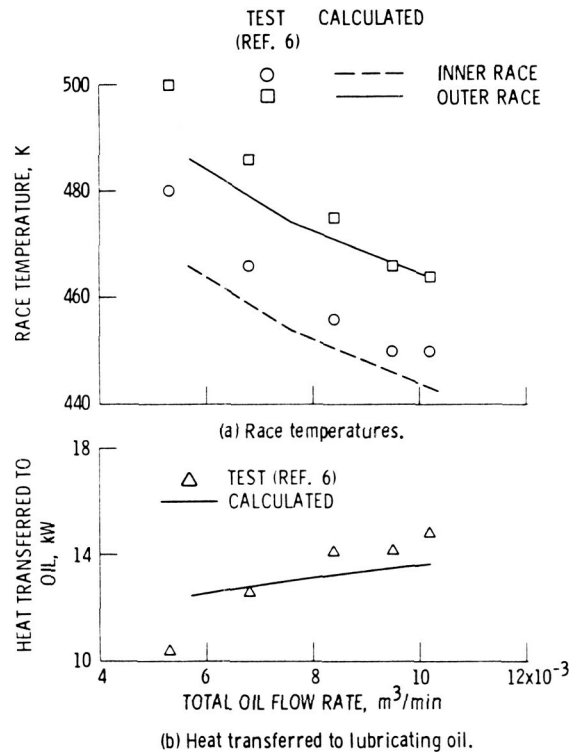 TEST CALCULATED
(REF. 6)
INNER RACE
OUTER RACE
500
480
460
440
RACE TEMPERATURE, K
(a) Race temperatures.
18
14
10
HEAT TRANSFERRED TO
OIL, kW
TEST (REF. 6)
CALCULATED
4 6 8 10 12x10⁻³
TOTAL OIL FLOW RATE, m³/min
(b) Heat transferred to lubricating oil.